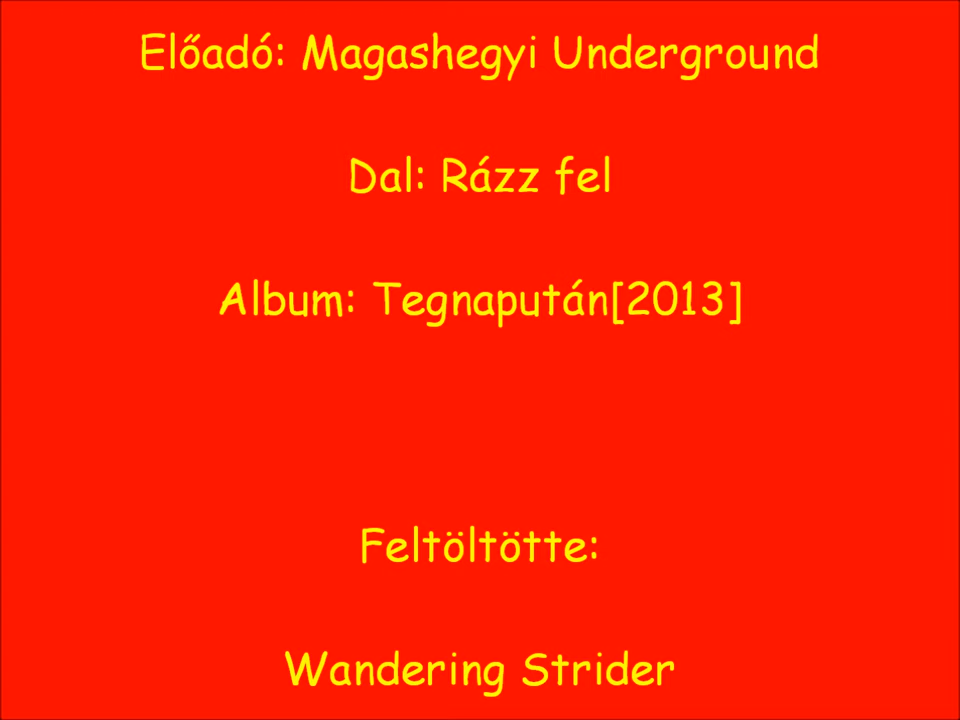 Előadó: Magashegyi Underground
Dal: Rázz fel
Album: Tegnapután[2013]
Feltöltötte:
Wandering Strider